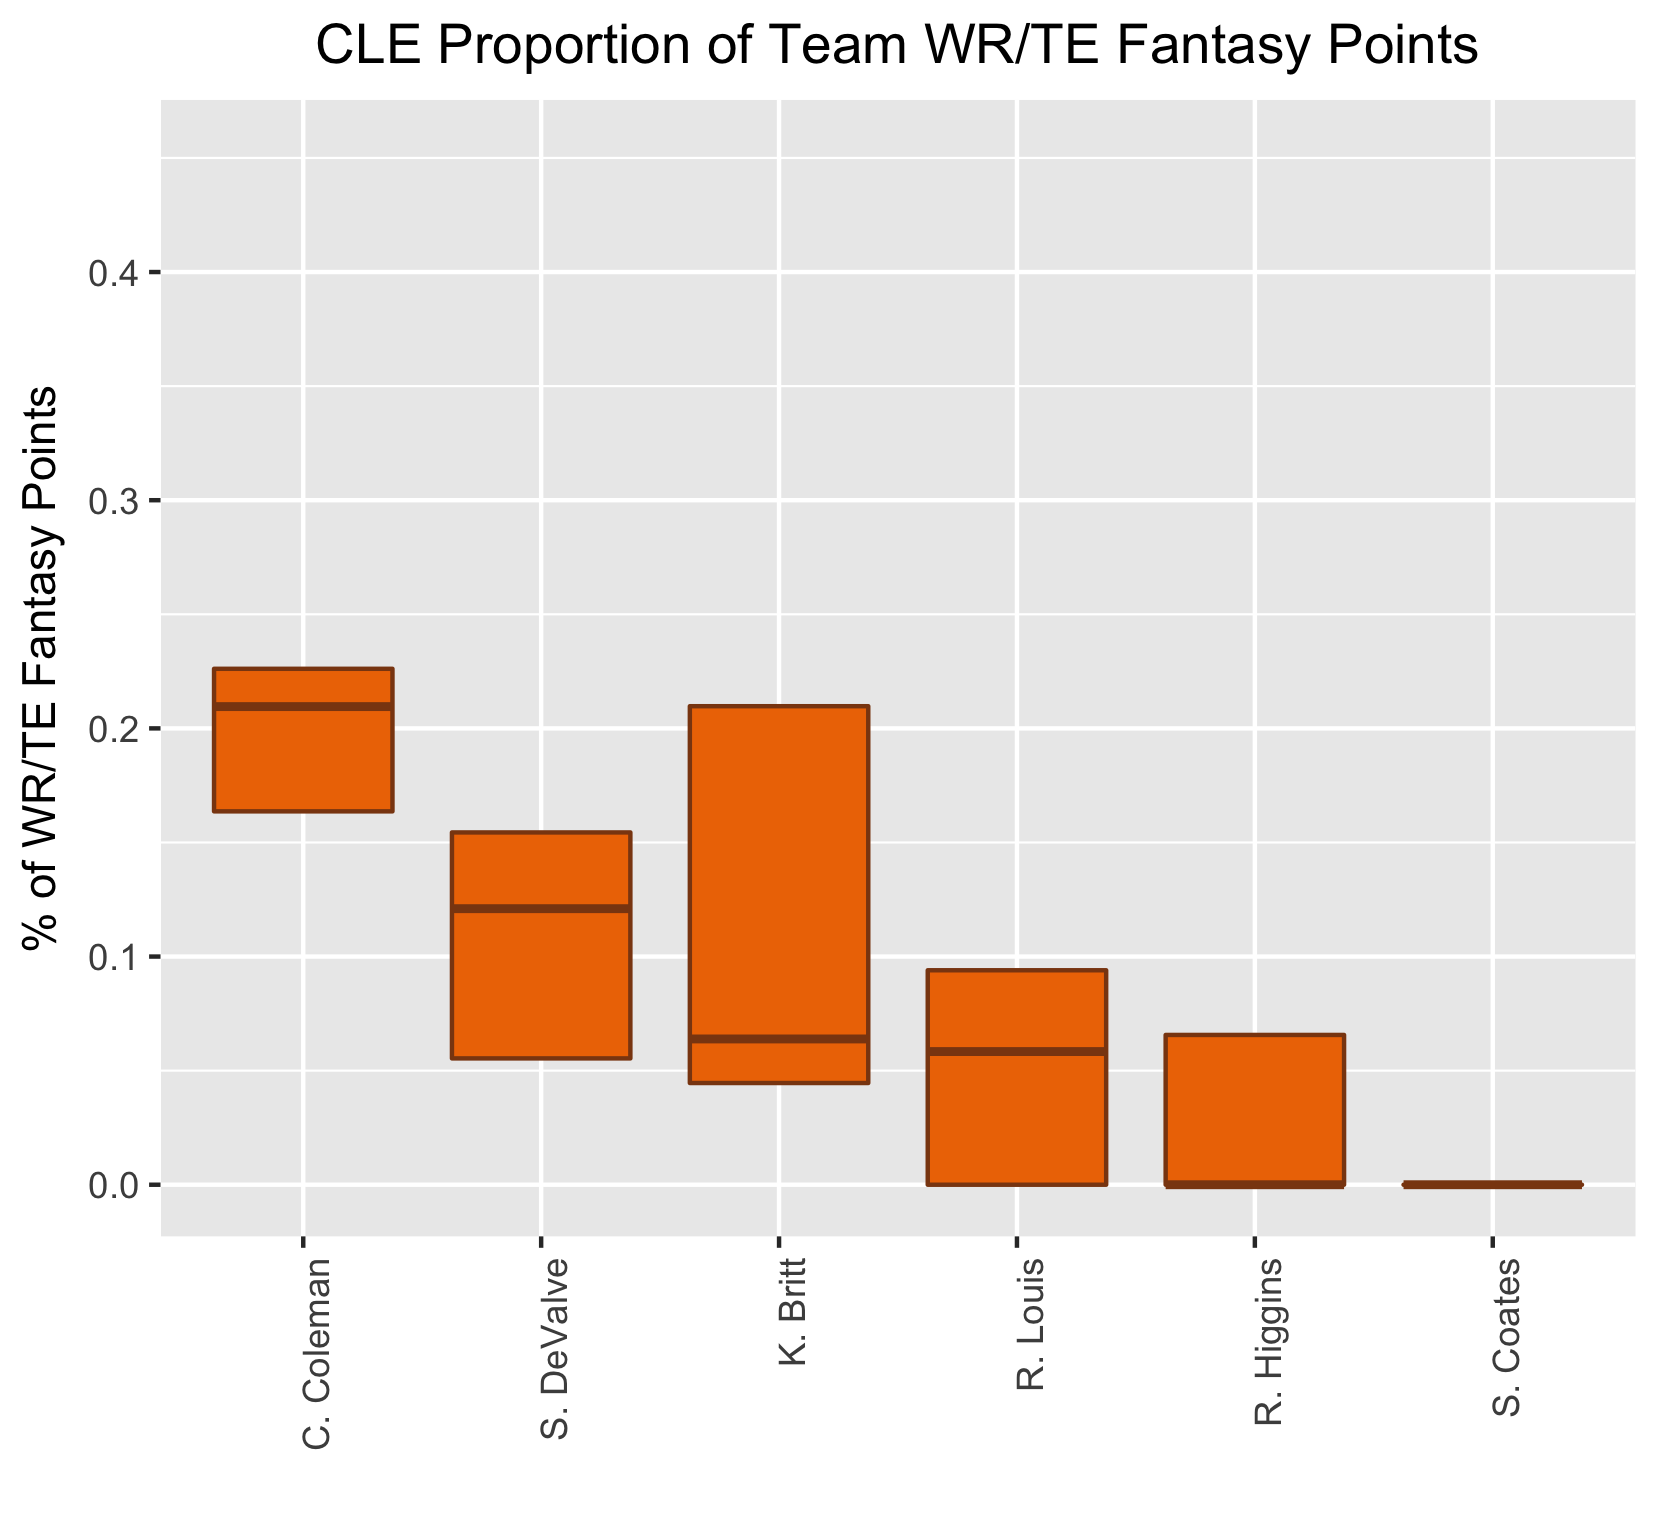 CLE Proportion of Team WR/TE Fantasy Points
% of WR/TE Fantasy Points
0.4
0.3
0.2
0.1
0.0
C. Coleman
S. DeValve
K. Britt
R. Louis
R. Higgins
S. Coates